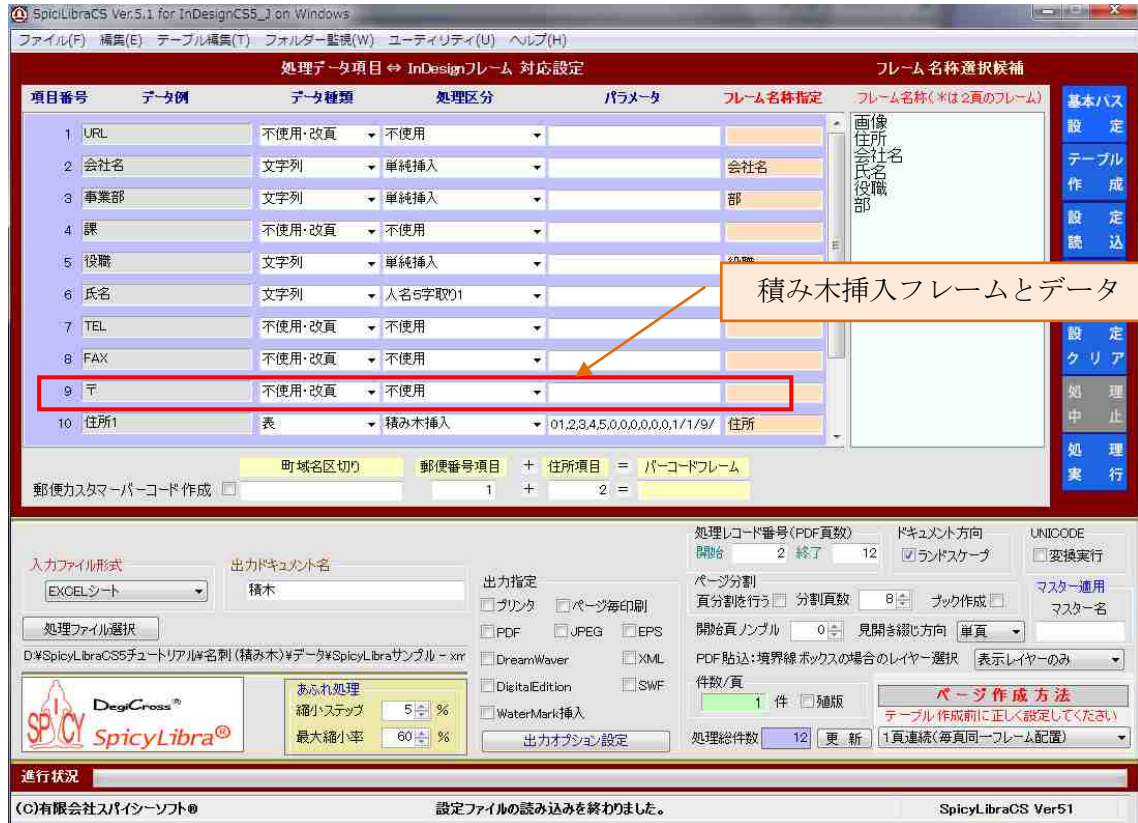 SpiciLibraCS Ver.5.1 for InDesignCS5_J on Windows
ファイル(F) 編集(E) テーブル編集(T) フォルダー監視(W) ユーティリティ(U) ヘルプ(H)
処理データ項目⇔InDesignフレーム 対応設定 フレーム名称選択候補
項目番号 データ例 データ種類 処理区分 パラメータ フレーム名称指定 フレーム名称(※は2頁のフレーム)
1 URL 不使用・改頁 不使用
2 会社名 文字列 単純挿入 会社名
3 事業部 文字列 単純挿入 部
4 課 不使用・改頁 不使用
5 役職 文字列 単純挿入 役職
6 氏名 文字列 人名5字取り1
7 TEL 不使用・改頁 不使用
8 FAX 不使用・改頁 不使用
9 〒 不使用・改頁 不使用
10 住所1 表 積み木挿入 01,2,3,4,5,0,0,0,0,0,0,1/1/9/ 住所
画像
住所
会社名
氏名
役職
部
積み木挿入フレームとデータ
基本パス
設 定
テーブル
作 成
設 定
読 込
設 定
クリア
処 理
中 止
処 理
実 行
町域名区切り 郵便番号項目 + 住所項目 = バーコードフレーム
郵便カスタマーバーコード作成 1 + 2 =
入力ファイル形式
EXCELシート
処理ファイル選択
D:¥SpicyLibraCS5チュートリアル¥名刺(積み木)¥データ¥SpicyLibraサンプル - xm
出力ドキュメント名
積木
SPICY DegiCross®
SpicyLibra®
あふれ処理
縮小ステップ 5 %
最大縮小率 60 %
出力指定
プリンタ ページ毎印刷
PDF JPEG EPS
DreamWaver XML
DigitalEdition SWF
WaterMark挿入
出力オプション設定
処理レコード番号(PDF頁数)
開始 2 終了 12
ドキュメント方向
ランドスケープ
UNICODE
変換実行
ページ分割
頁分割を行う 分割頁数 8 ブック作成
開始頁ノンブル 0 見開き綴じ方向 単頁
マスター適用
マスター名
PDF貼込:境界線ボックスの場合のレイヤー選択 表示レイヤーのみ
件数/頁
1 件 殖版
処理総件数 12 更 新
ページ作成方法
テーブル作成前に正しく設定してください
1頁連続(毎頁同一フレーム配置)
進行状況
(C)有限会社スパイシーソフト® 設定ファイルの読み込みを終わりました。 SpicyLibraCS Ver51